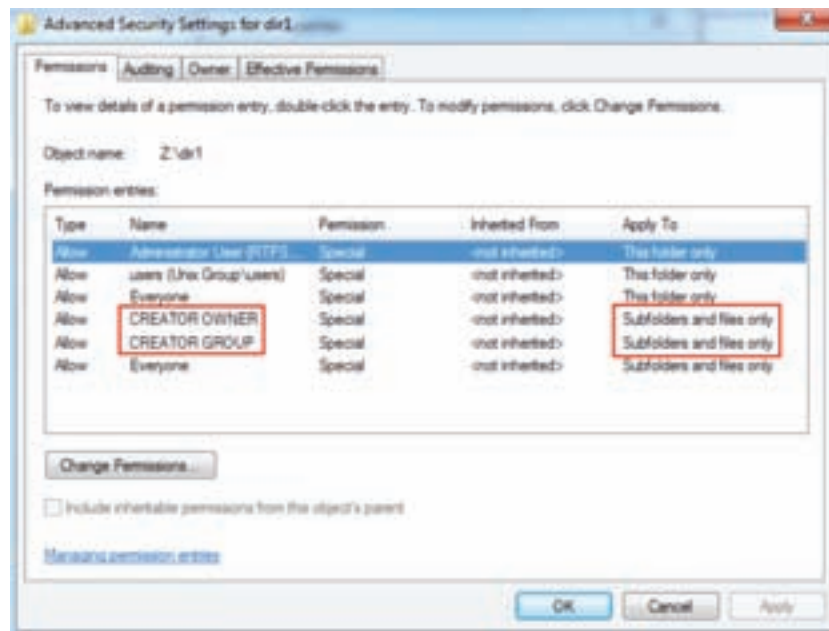 Advanced Security Settings for dir1
Permissions Auditing Owner Effective Permissions
To view details of a permission entry, double-click the entry. To modify permissions, click Change Permissions.
Object name: Z:\dir1
Permission entries:
Type Name Permission Inherited From Apply To
Allow Administrator User (RTP3... Special <not inherited> This folder only
Allow users (Unix Group\users) Special <not inherited> This folder only
Allow Everyone Special <not inherited> This folder only
Allow CREATOR OWNER Special <not inherited> Subfolders and files only
Allow CREATOR GROUP Special <not inherited> Subfolders and files only
Allow Everyone Special <not inherited> Subfolders and files only
Change Permissions...
Include inheritable permissions from this object's parent
Managing permission entries
OK Cancel Apply